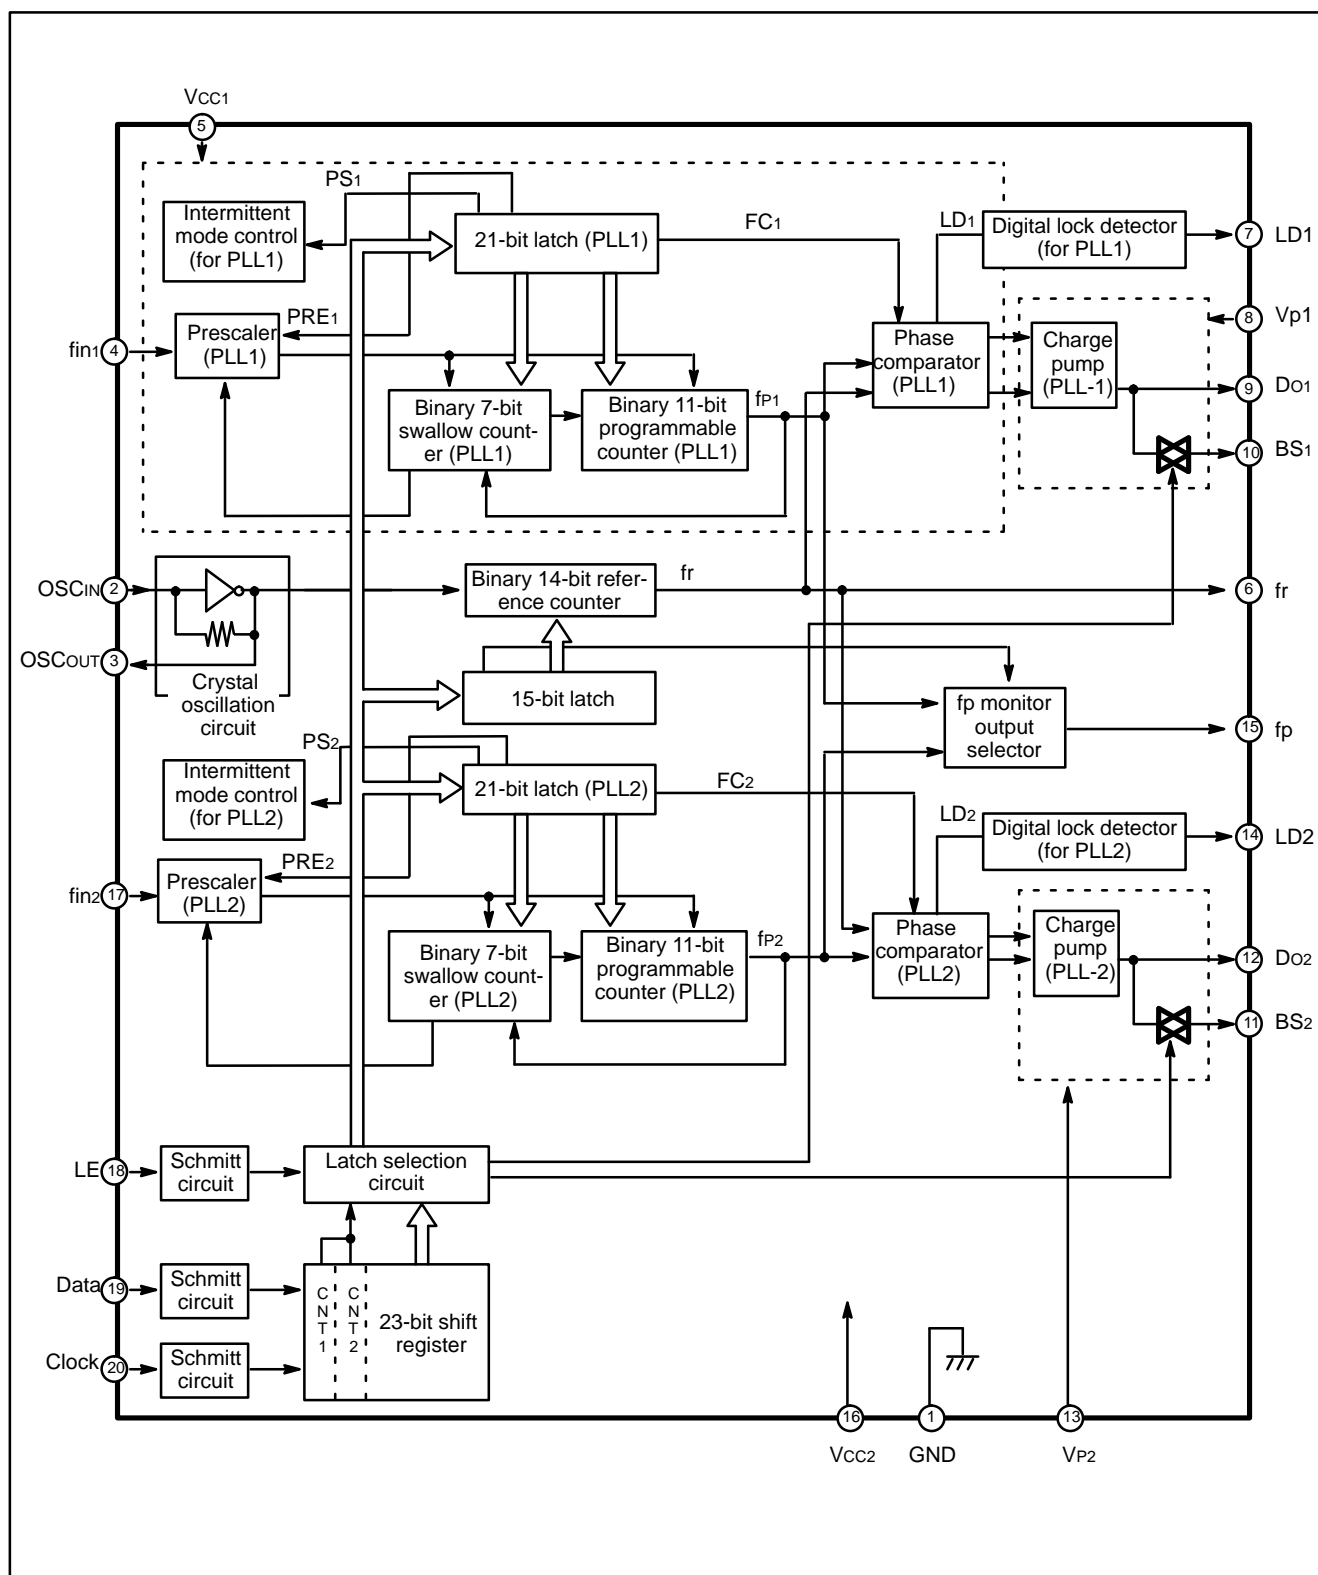 VCC1
5
PS1
Intermittent
mode control
(for PLL1)
21-bit latch (PLL1)
FC1
LD1
Digital lock detector
(for PLL1)
7
LD1
8
Vp1
fin1
4
Prescaler
(PLL1)
PRE1
Phase
comparator
(PLL1)
Charge
pump
(PLL-1)
9
DO1
Binary 7-bit
swallow count-
er (PLL1)
Binary 11-bit
programmable
counter (PLL1)
fP1
10
BS1
OSCIN
2
Binary 14-bit refer-
ence counter
fr
6
fr
OSCOUT
3
Crystal
oscillation
circuit
15-bit latch
fp monitor
output
selector
15
fp
PS2
Intermittent
mode control
(for PLL2)
21-bit latch (PLL2)
FC2
LD2
Digital lock detector
(for PLL2)
14
LD2
fin2
17
Prescaler
(PLL2)
PRE2
Phase
comparator
(PLL2)
Charge
pump
(PLL-2)
12
DO2
Binary 7-bit
swallow count-
er (PLL2)
Binary 11-bit
programmable
counter (PLL2)
fP2
11
BS2
LE
18
Schmitt
circuit
Latch selection
circuit
Data
19
Schmitt
circuit
CNT1
CNT2
23-bit shift
register
Clock
20
Schmitt
circuit
16
1
13
VCC2
GND
VP2